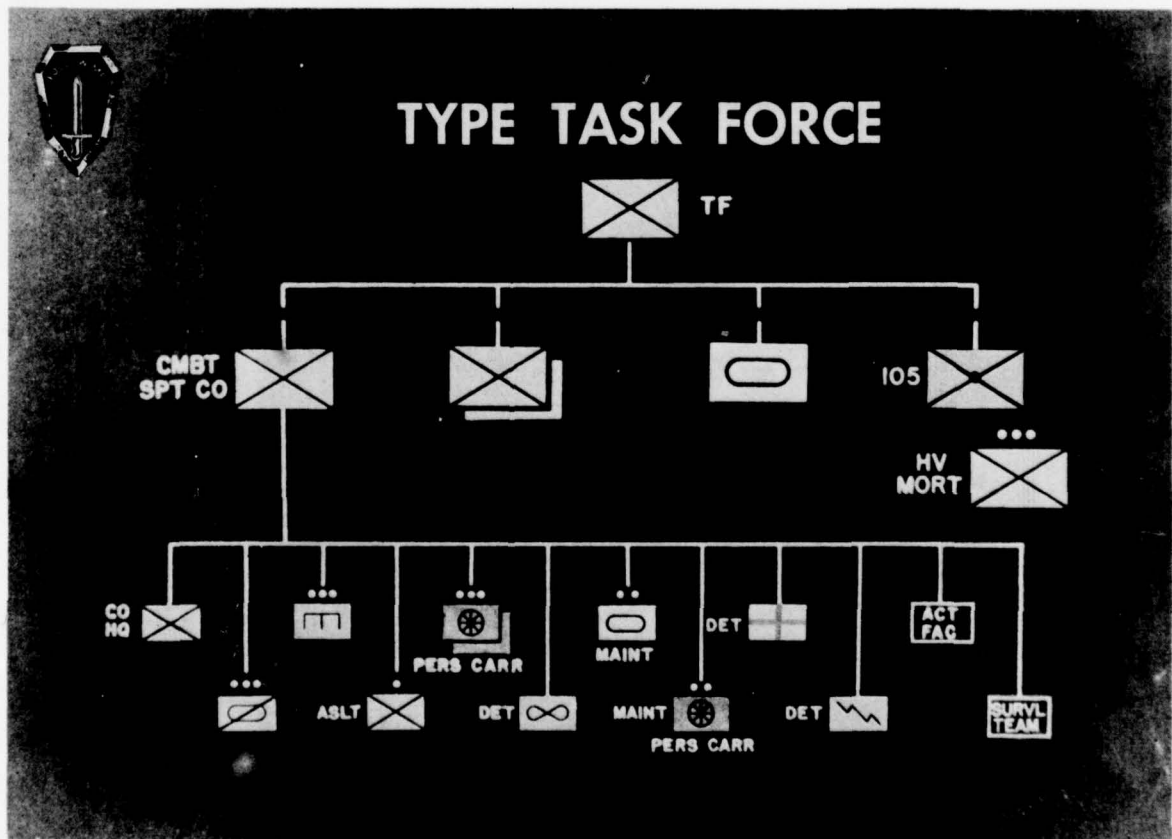 TYPE TASK FORCE
TF
CMBT
SPT CO
105
HV
MORT
CO
HQ
PERS CARR
MAINT
DET
ACT
FAC
ASLT
DET
MAINT
PERS CARR
DET
SURVL
TEAM